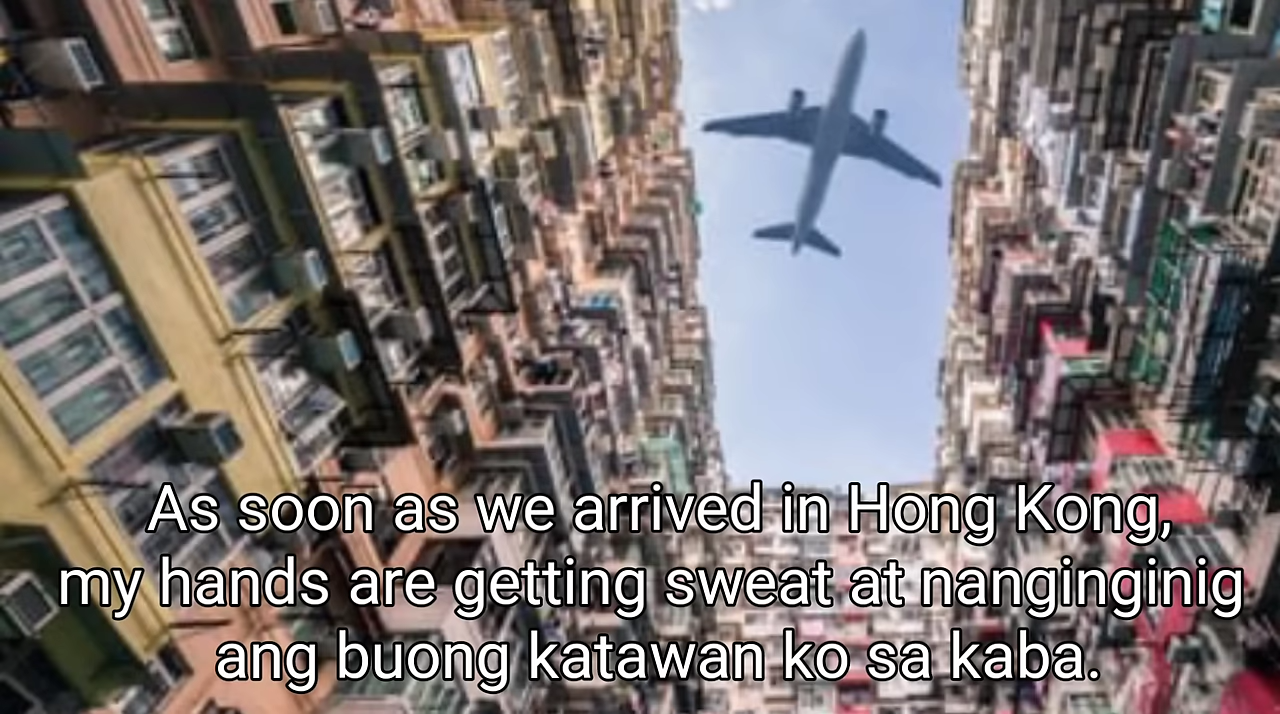 As soon as we arrived in Hong Kong,
my hands are getting sweat at nanginginig
ang buong katawan ko sa kaba.